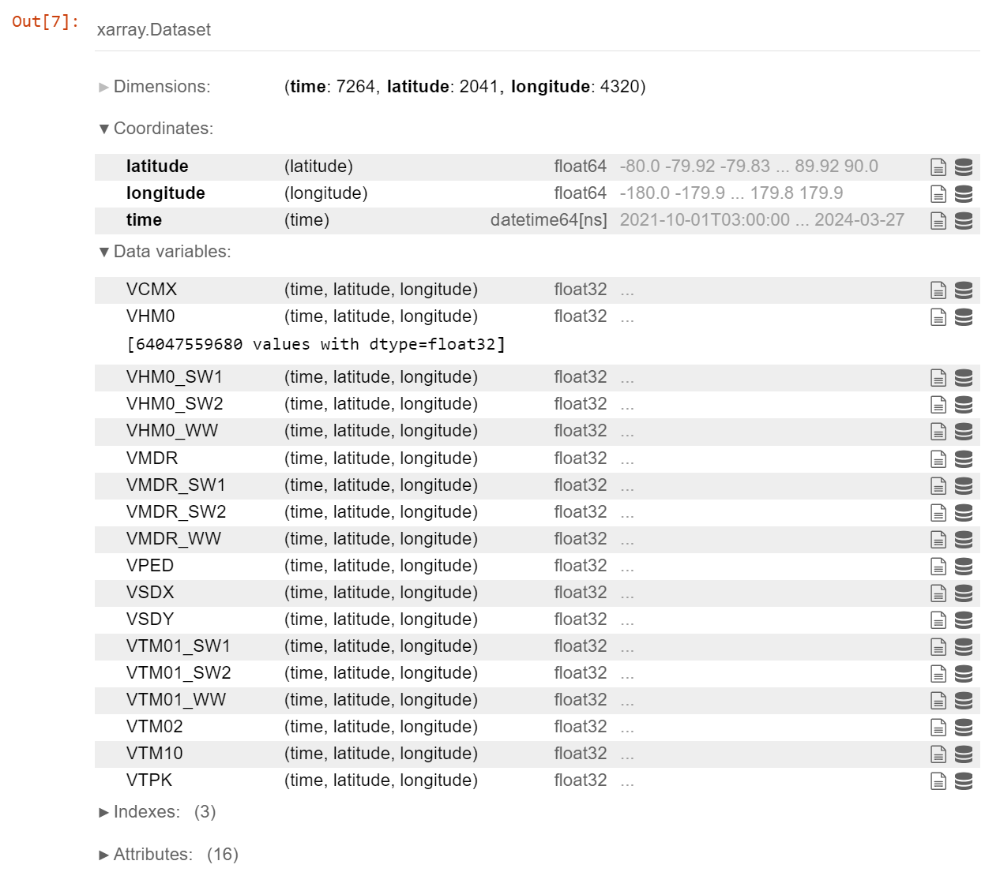 Out[7]:
xarray.Dataset
► Dimensions: (time: 7264, latitude: 2041, longitude: 4320)
▼ Coordinates:
latitude (latitude) float64 -80.0 -79.92 -79.83 ... 89.92 90.0
longitude (longitude) float64 -180.0 -179.9 ... 179.8 179.9
time (time) datetime64[ns] 2021-10-01T03:00:00 ... 2024-03-27
▼ Data variables:
VCMX (time, latitude, longitude) float32 ...
VHM0 (time, latitude, longitude) float32 ...
[64047559680 values with dtype=float32]
VHM0_SW1 (time, latitude, longitude) float32 ...
VHM0_SW2 (time, latitude, longitude) float32 ...
VHM0_WW (time, latitude, longitude) float32 ...
VMDR (time, latitude, longitude) float32 ...
VMDR_SW1 (time, latitude, longitude) float32 ...
VMDR_SW2 (time, latitude, longitude) float32 ...
VMDR_WW (time, latitude, longitude) float32 ...
VPED (time, latitude, longitude) float32 ...
VSDX (time, latitude, longitude) float32 ...
VSDY (time, latitude, longitude) float32 ...
VTM01_SW1 (time, latitude, longitude) float32 ...
VTM01_SW2 (time, latitude, longitude) float32 ...
VTM01_WW (time, latitude, longitude) float32 ...
VTM02 (time, latitude, longitude) float32 ...
VTM10 (time, latitude, longitude) float32 ...
VTPK (time, latitude, longitude) float32 ...
► Indexes: (3)
► Attributes: (16)